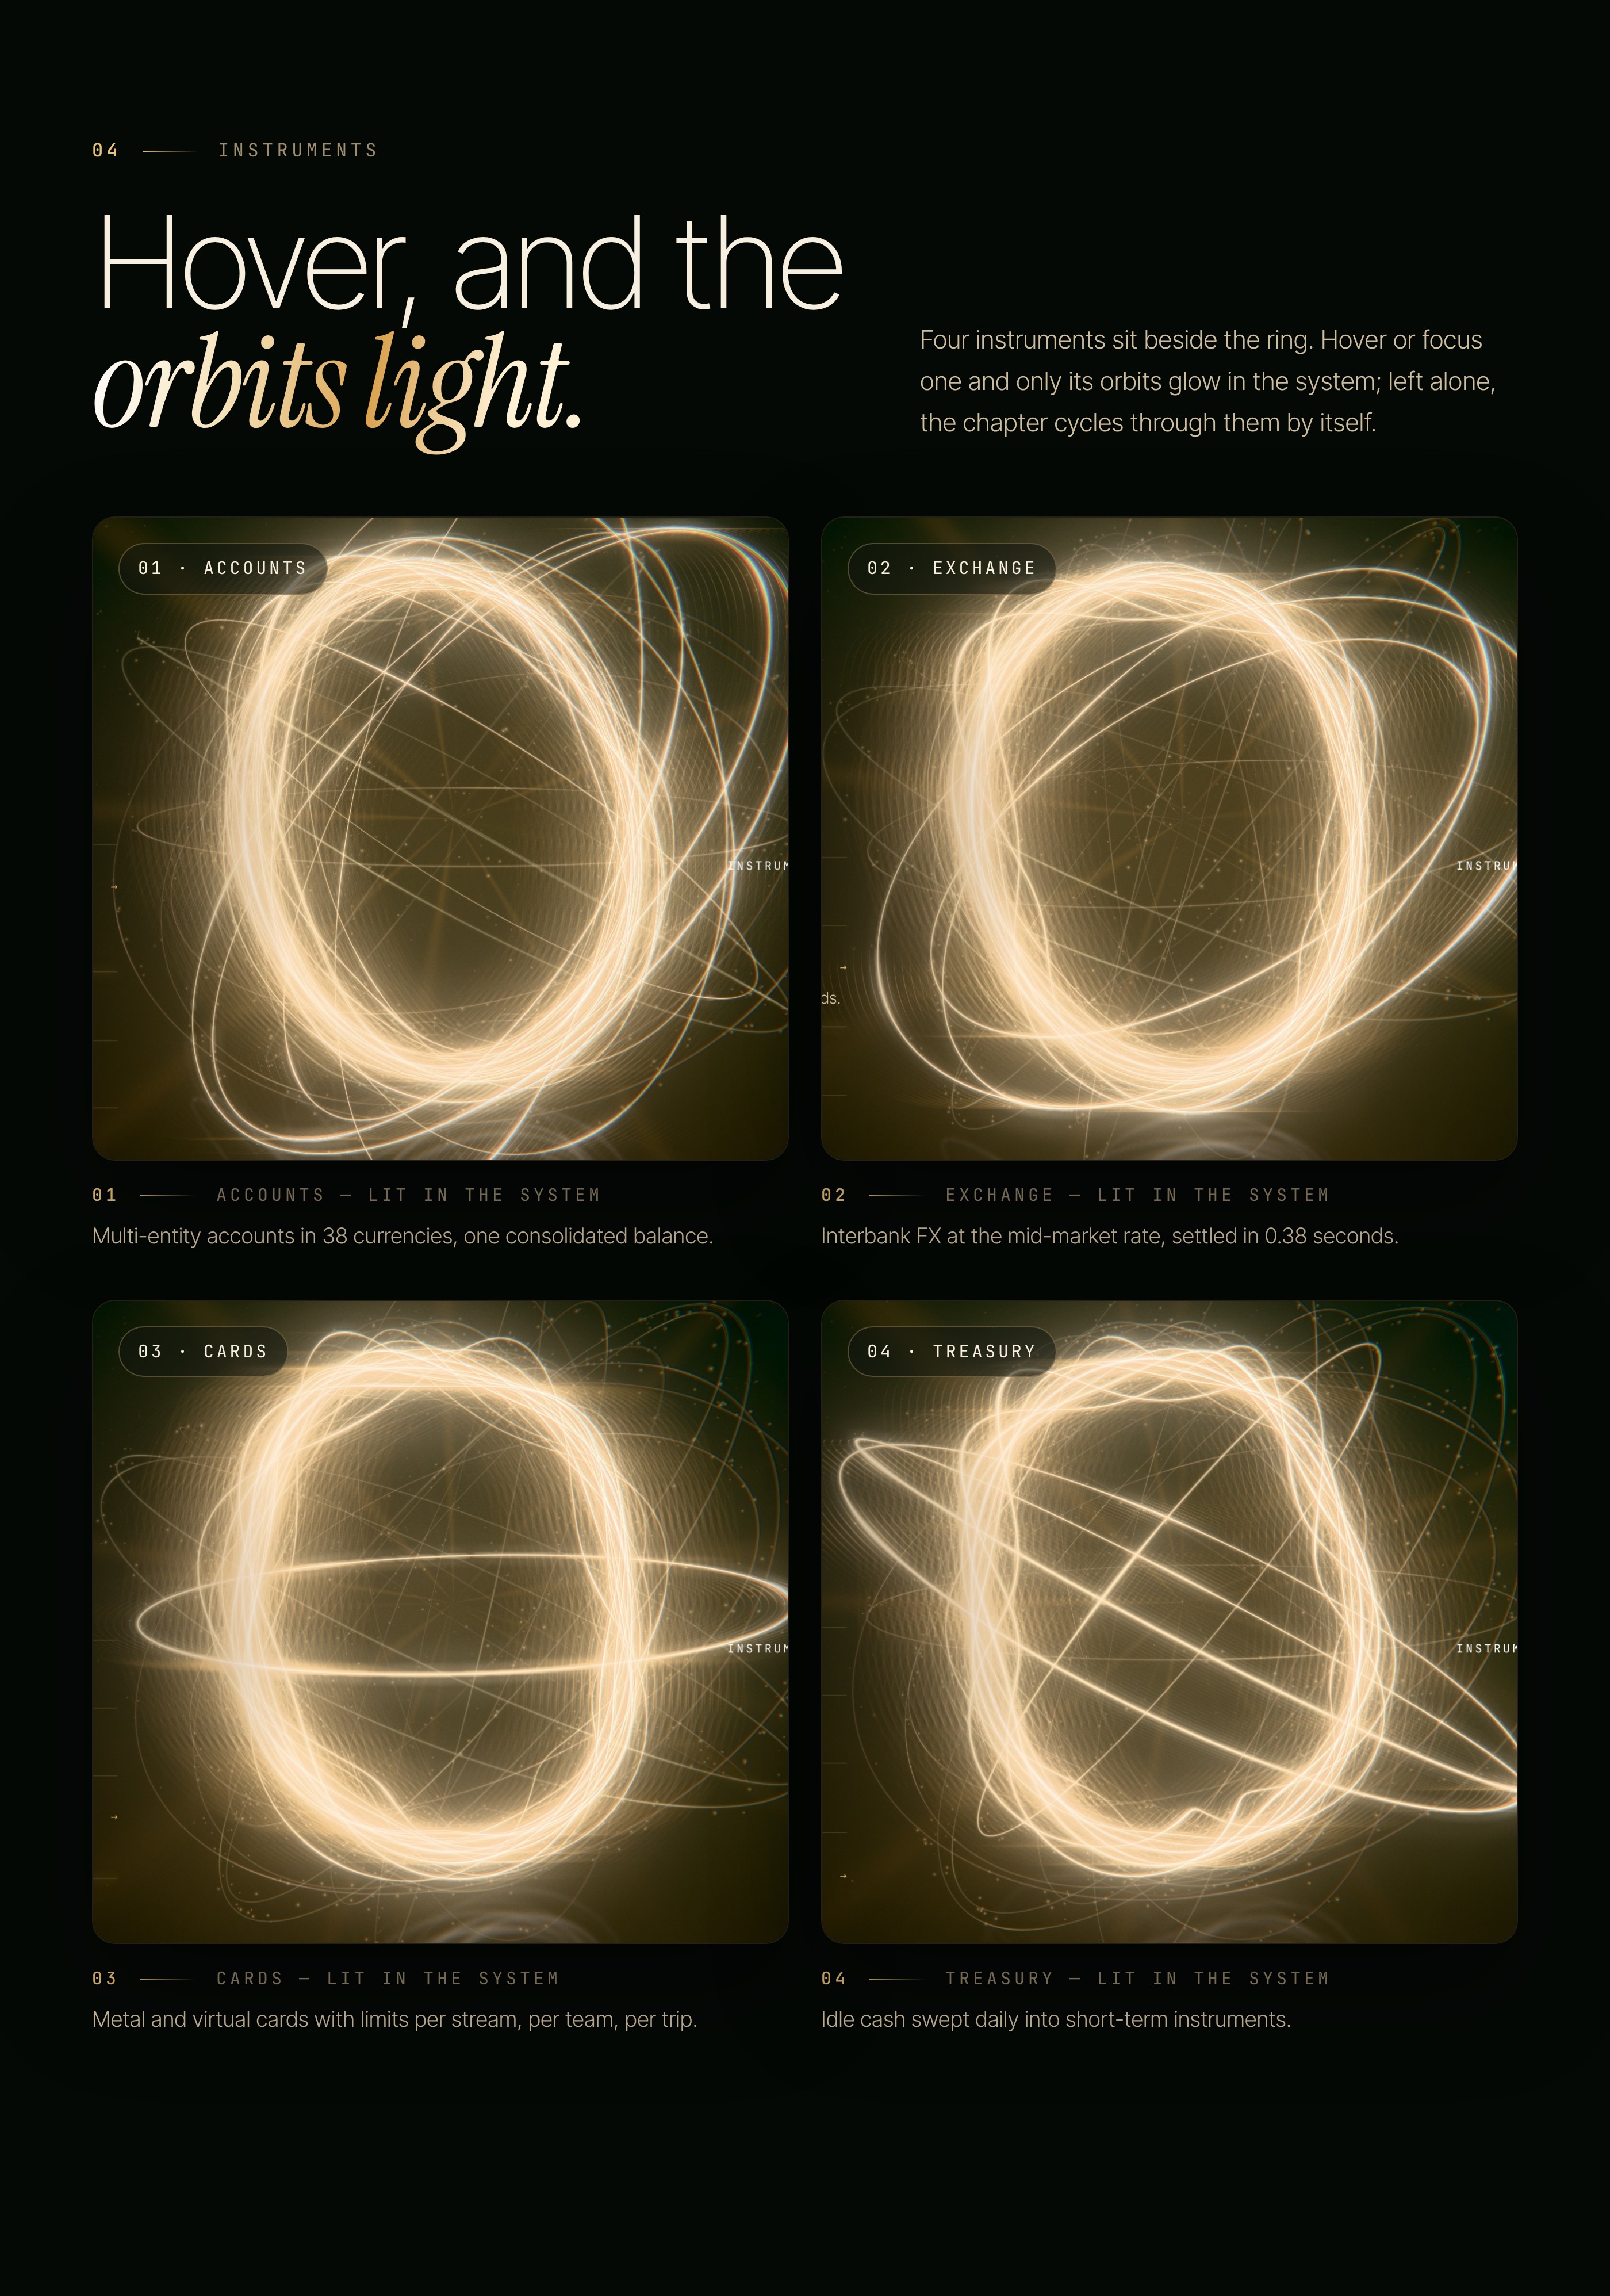 04 — INSTRUMENTS
Hover, and the
orbits light.
Four instruments sit beside the ring. Hover or focus
one and only its orbits glow in the system; left alone,
the chapter cycles through them by itself.
01 · ACCOUNTS
INSTRUM
→
01 — ACCOUNTS — LIT IN THE SYSTEM
Multi-entity accounts in 38 currencies, one consolidated balance.
02 · EXCHANGE
INSTRUM
→
ds.
02 — EXCHANGE — LIT IN THE SYSTEM
Interbank FX at the mid-market rate, settled in 0.38 seconds.
03 · CARDS
INSTRUM
→
03 — CARDS — LIT IN THE SYSTEM
Metal and virtual cards with limits per stream, per team, per trip.
04 · TREASURY
INSTRUM
→
04 — TREASURY — LIT IN THE SYSTEM
Idle cash swept daily into short-term instruments.